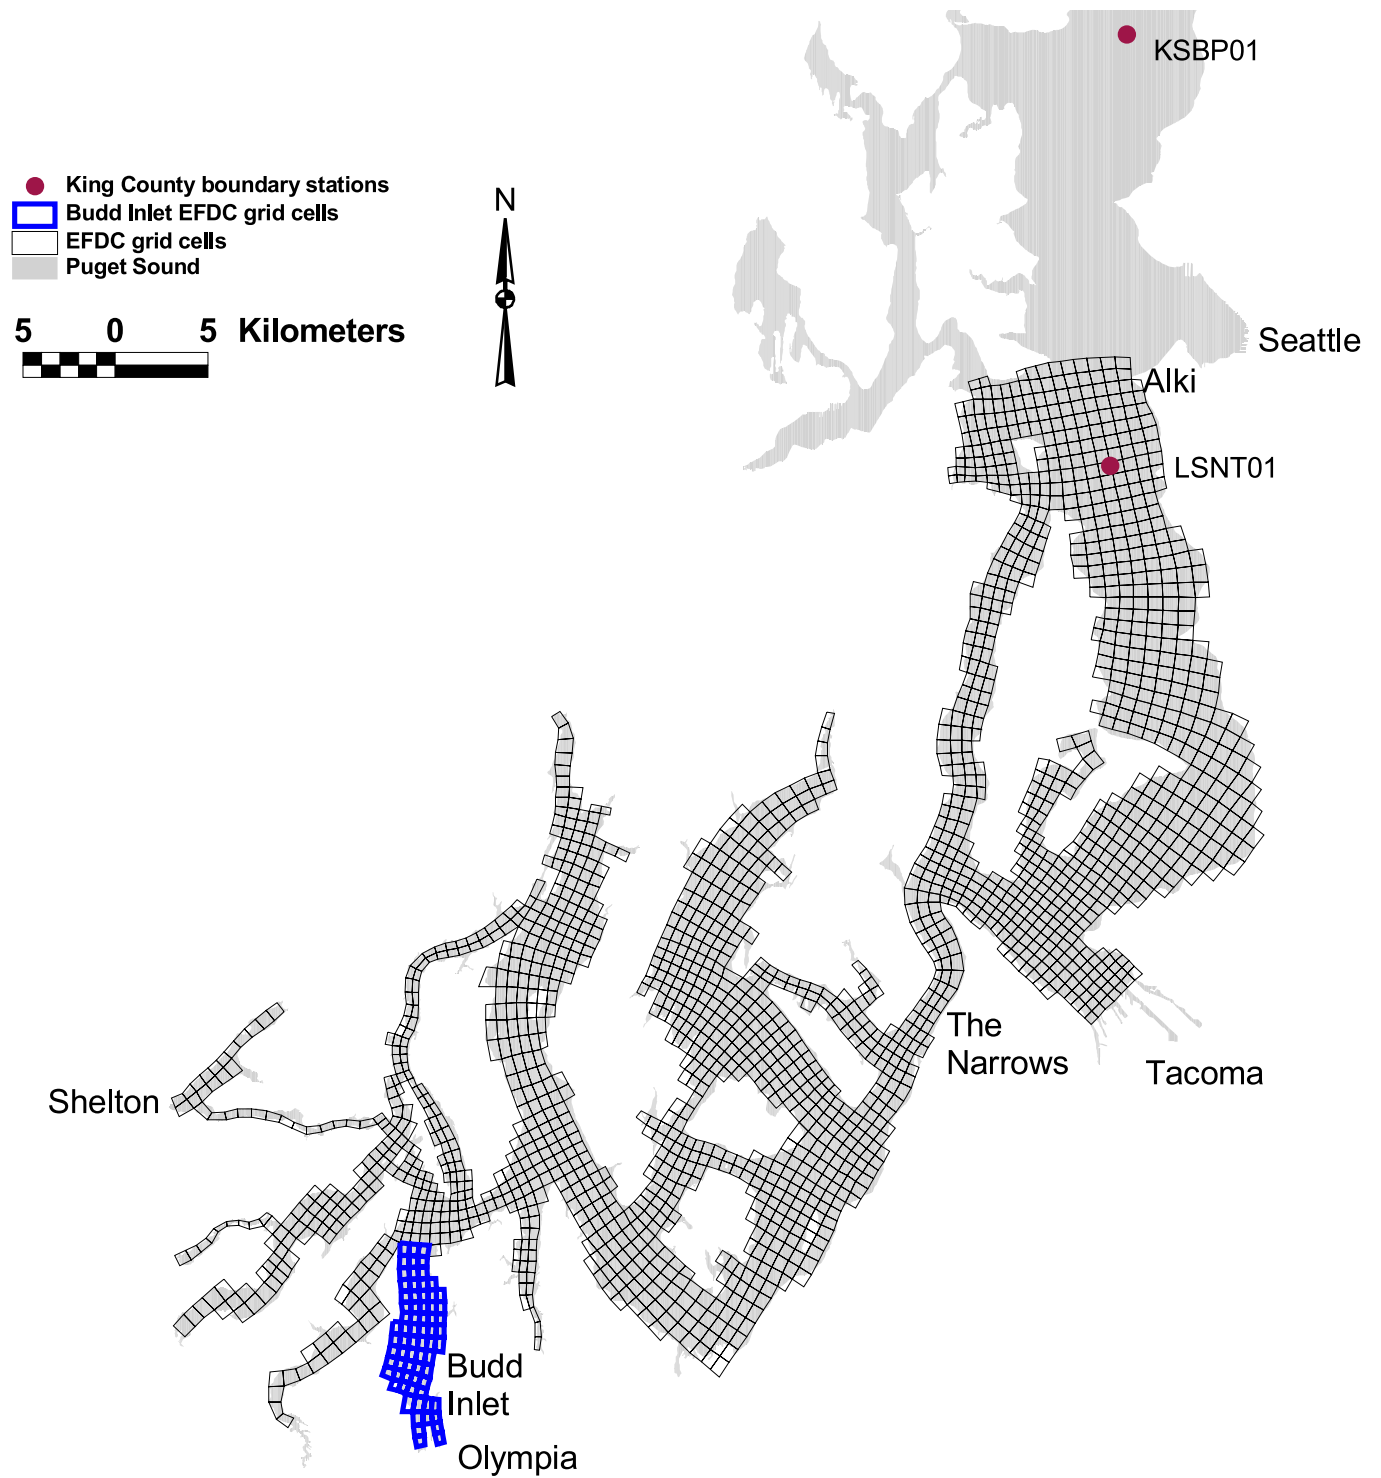 KSBP01
King County boundary stations
Budd Inlet EFDC grid cells
EFDC grid cells
Puget Sound
N
5 0 5 Kilometers
Seattle
Alki
LSNT01
The
Narrows
Tacoma
Shelton
Budd
Inlet
Olympia